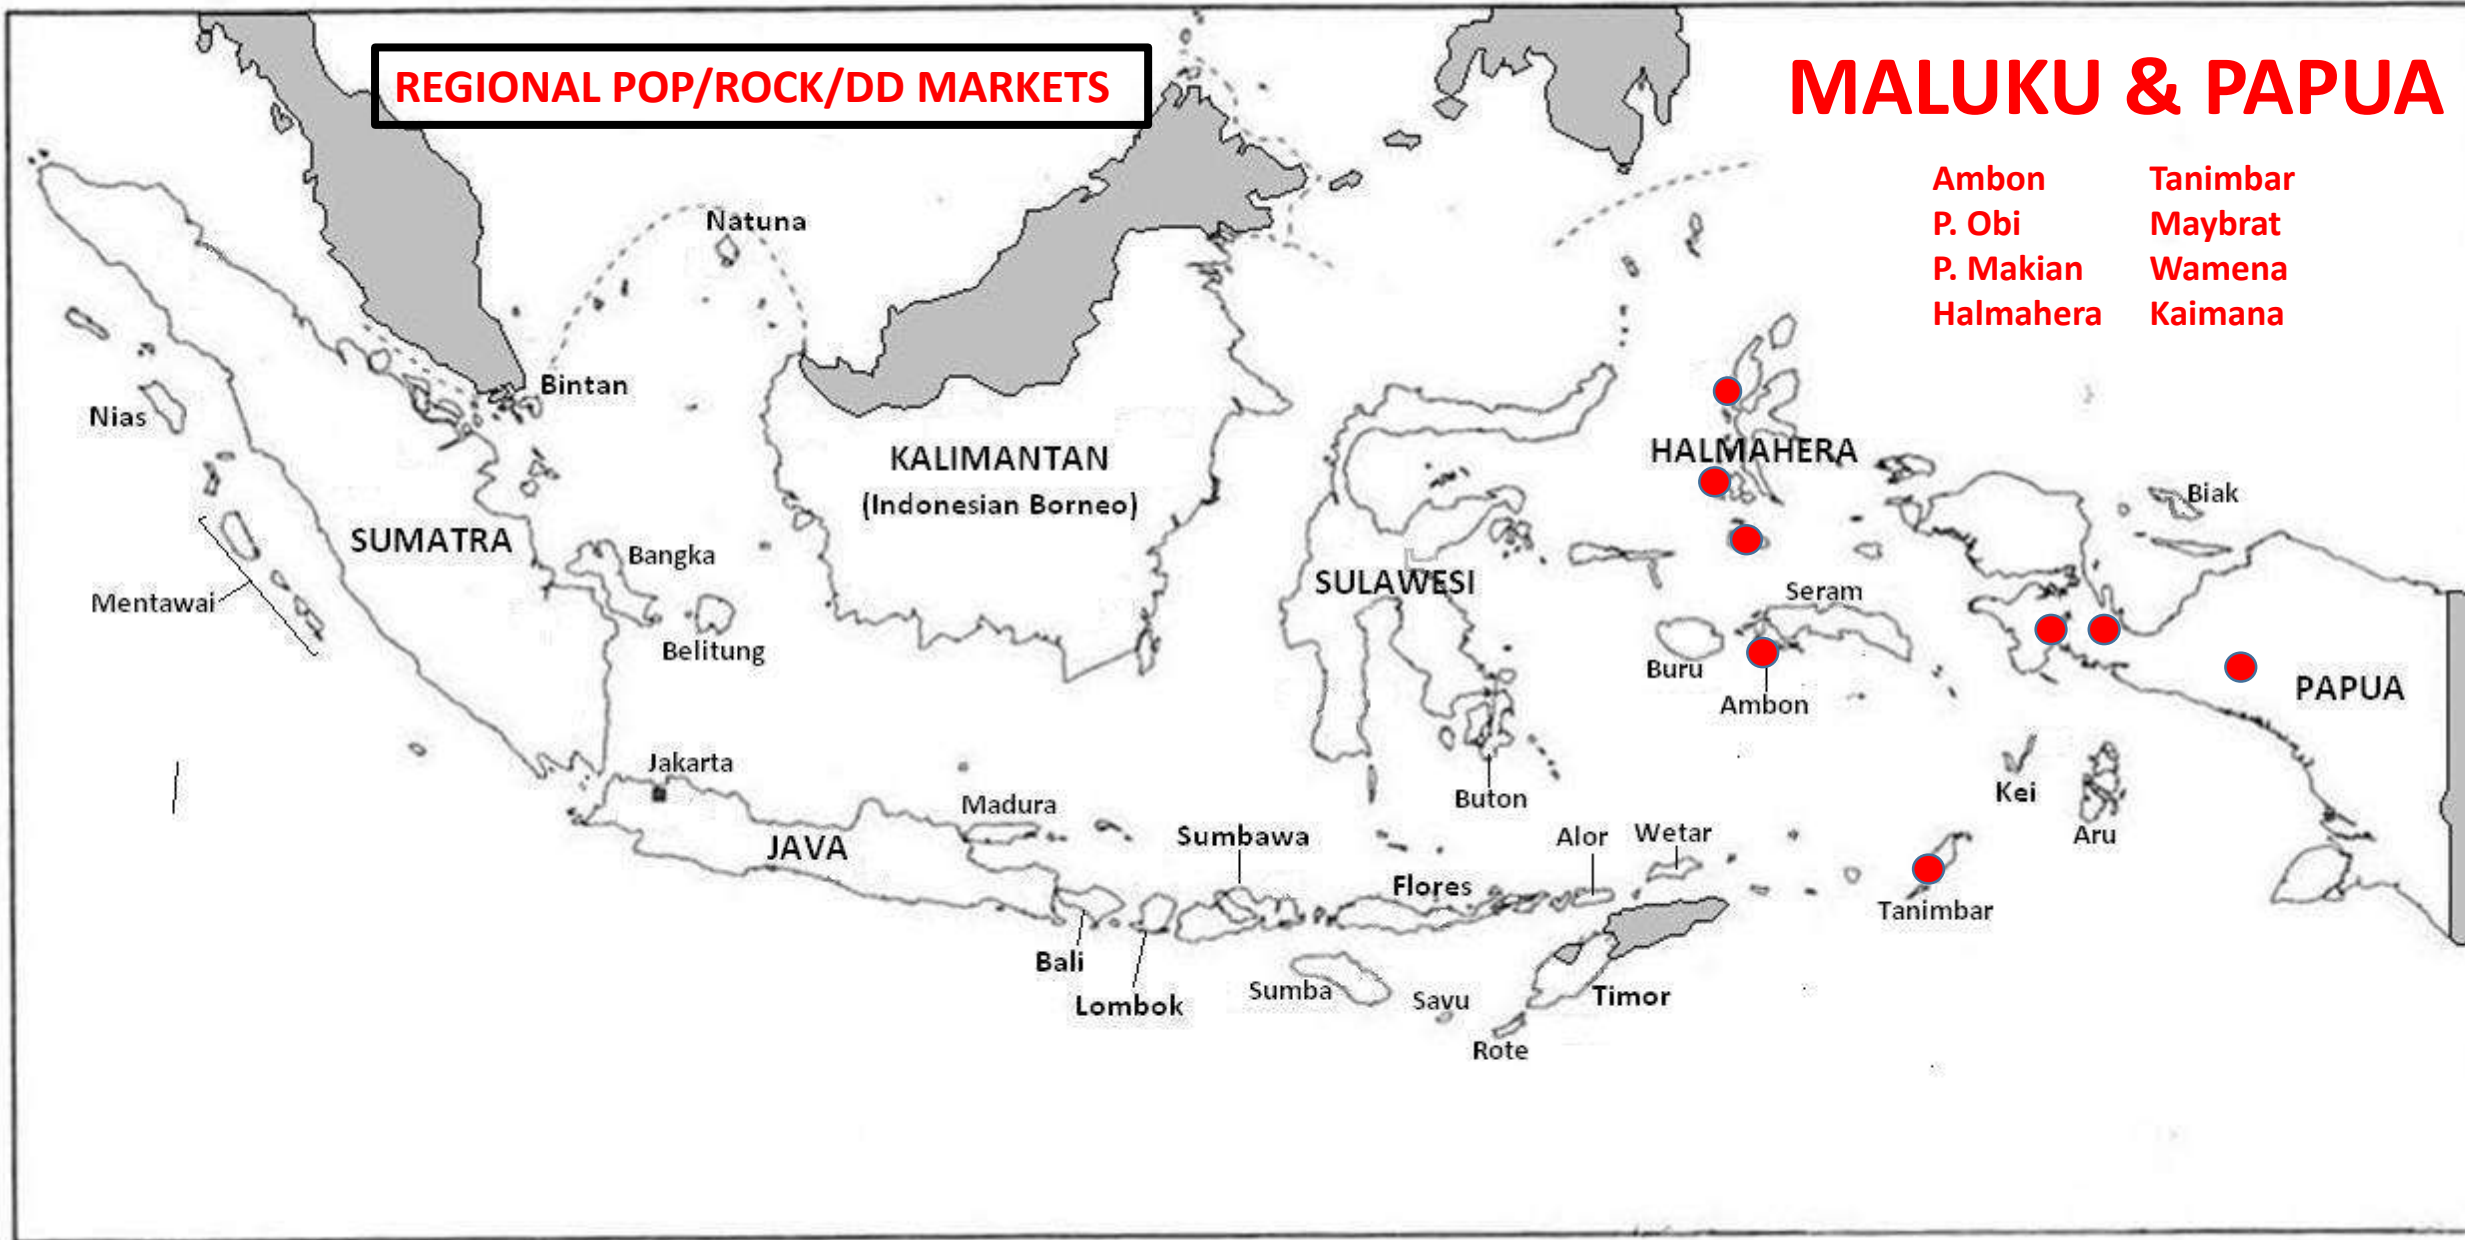 REGIONAL POP/ROCK/DD MARKETS
MALUKU & PAPUA
Ambon Tanimbar
P. Obi Maybrat
P. Makian Wamena
Halmahera Kaimana
Natuna
Bintan
Nias
HALMAHERA
KALIMANTAN
(Indonesian Borneo)
Biak
SUMATRA
Bangka
SULAWESI
Seram
Mentawai
Belitung
Buru
PAPUA
Ambon
Jakarta
Kei
Buton
Madura
Sumbawa
Alor
Wetar
Aru
JAVA
Flores
Tanimbar
Bali
Sumba
Savu
Timor
Lombok
Rote